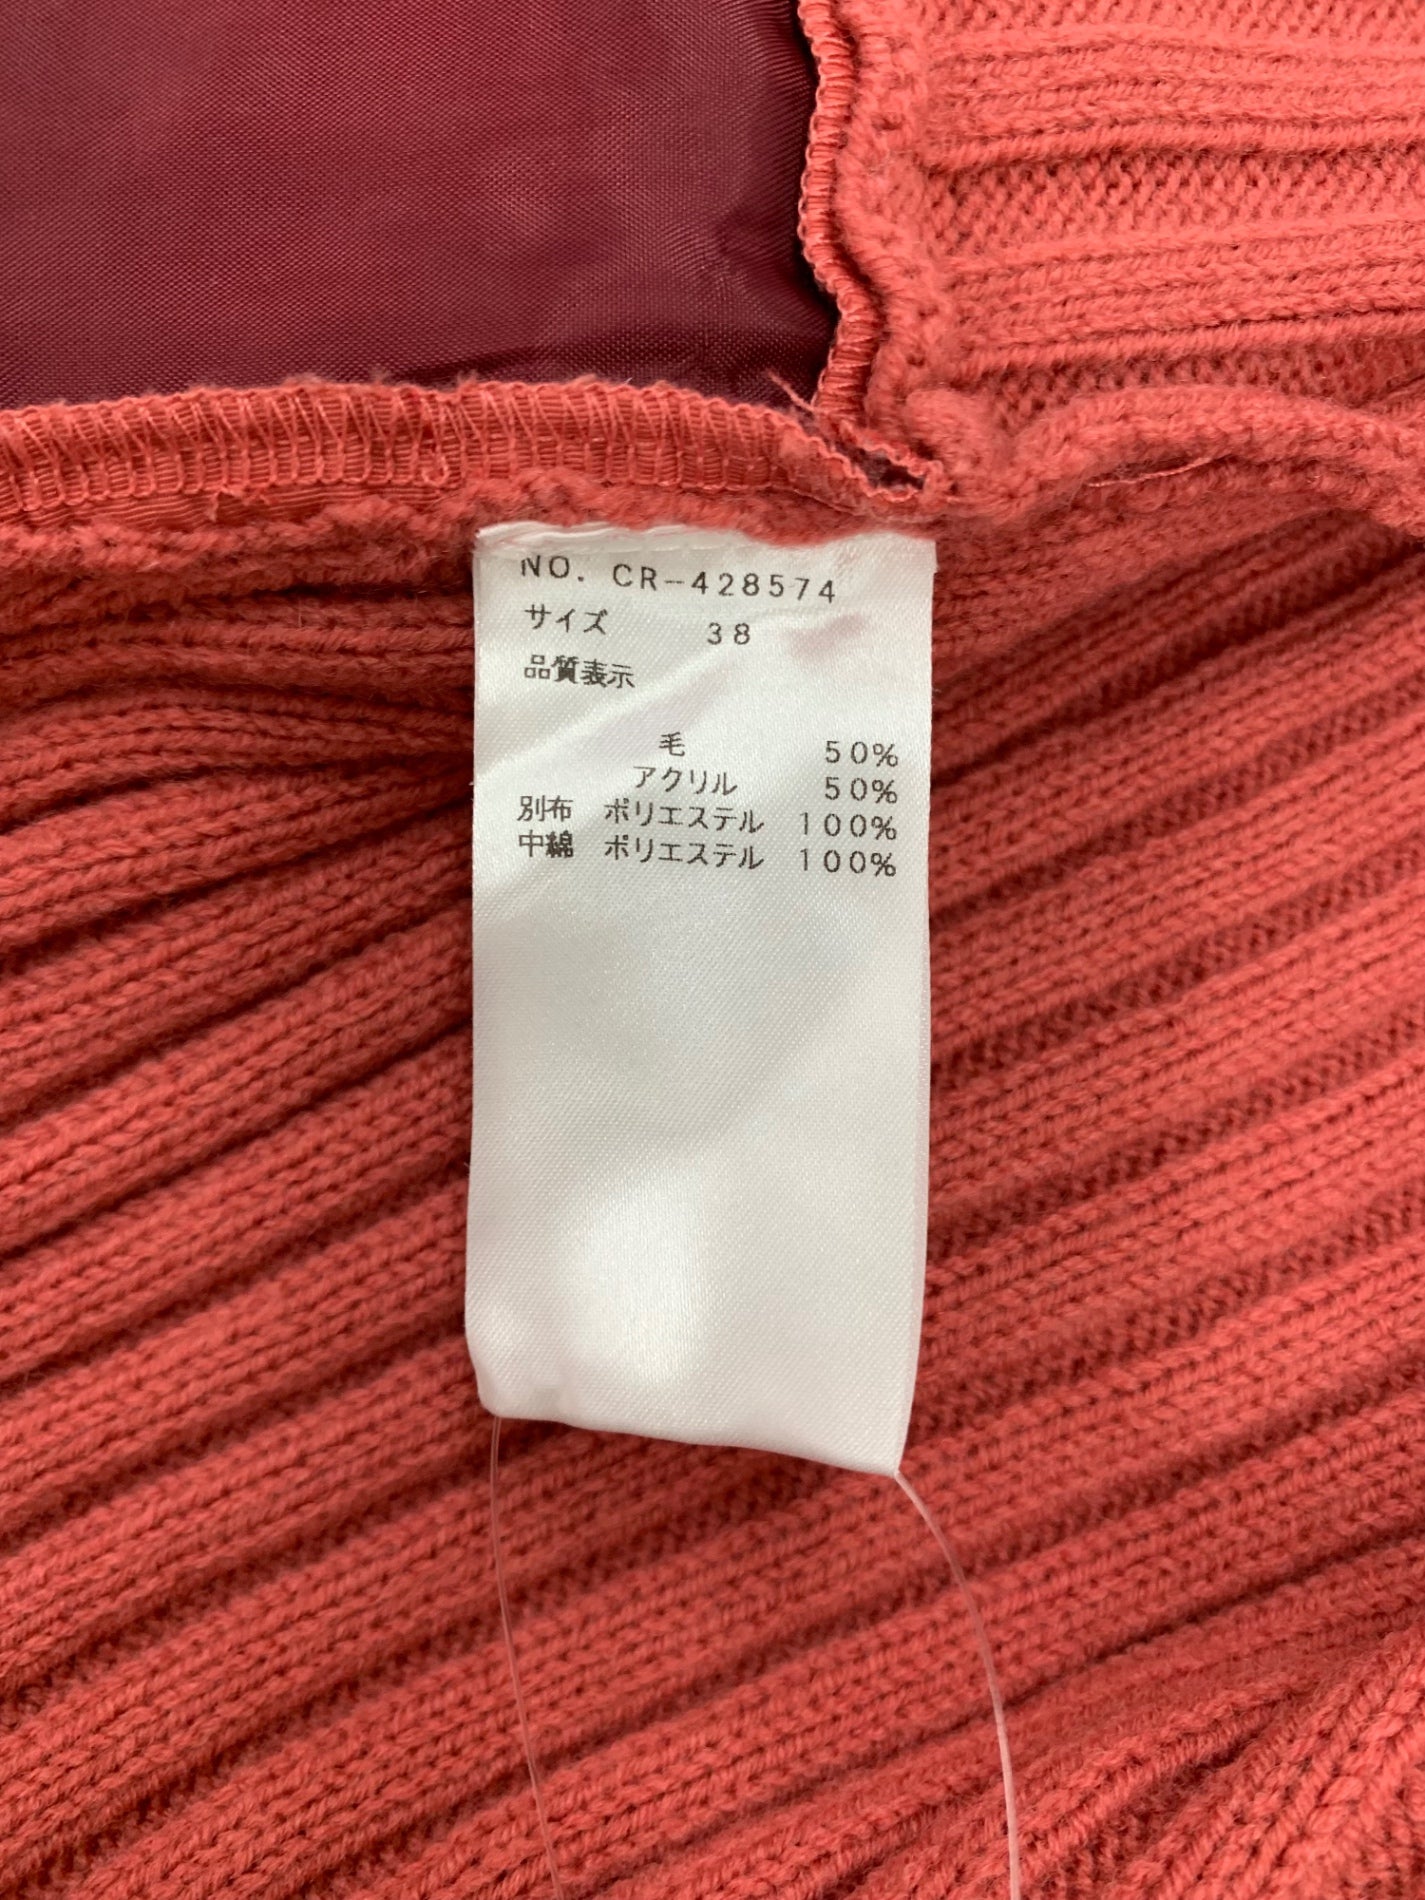 NO. CR-428574
サイズ 38
品質表示
毛 50%
アクリル 50%
別布 ポリエステル 100%
中綿 ポリエステル 100%